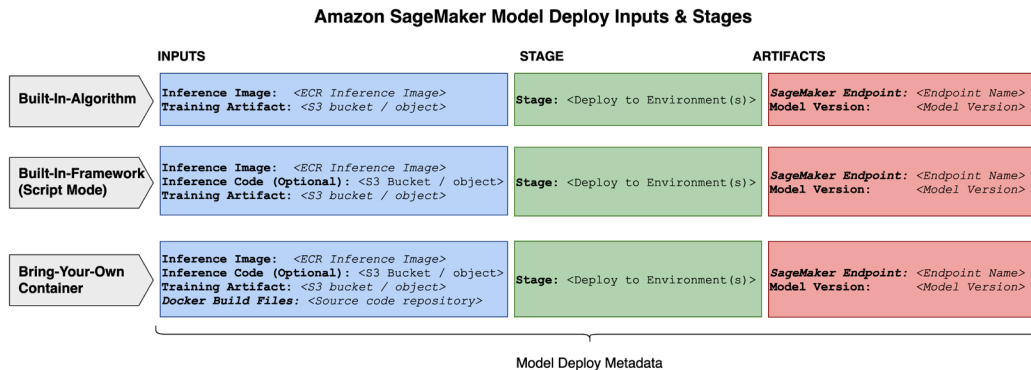 Amazon SageMaker Model Deploy Inputs & Stages
INPUTS
STAGE
ARTIFACTS
Built-In-Algorithm
Inference Image: <ECR Inference Image>
Training Artifact: <S3 bucket / object>
Stage: <Deploy to Environment(s)>
SageMaker Endpoint: <Endpoint Name>
Model Version: <Model Version>
Built-In-Framework
(Script Mode)
Inference Image: <ECR Inference Image>
Inference Code (Optional): <S3 Bucket / object>
Training Artifact: <S3 bucket / object>
Stage: <Deploy to Environment(s)>
SageMaker Endpoint: <Endpoint Name>
Model Version: <Model Version>
Bring-Your-Own
Container
Inference Image: <ECR Inference Image>
Inference Code (Optional): <S3 Bucket / object>
Training Artifact: <S3 bucket / object>
Docker Build Files: <Source code repository>
Stage: <Deploy to Environment(s)>
SageMaker Endpoint: <Endpoint Name>
Model Version: <Model Version>
Model Deploy Metadata